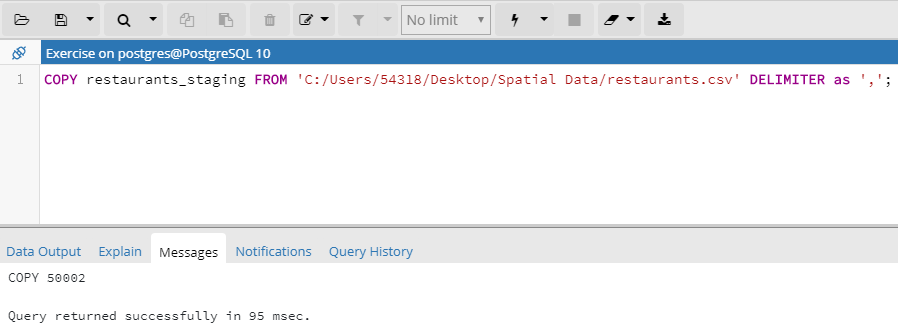 No limit
Exercise on postgres@PostgreSQL 10
1 COPY restaurants_staging FROM 'C:/Users/54318/Desktop/Spatial Data/restaurants.csv' DELIMITER as ',';
Data Output Explain Messages Notifications Query History
COPY 50002
Query returned successfully in 95 msec.